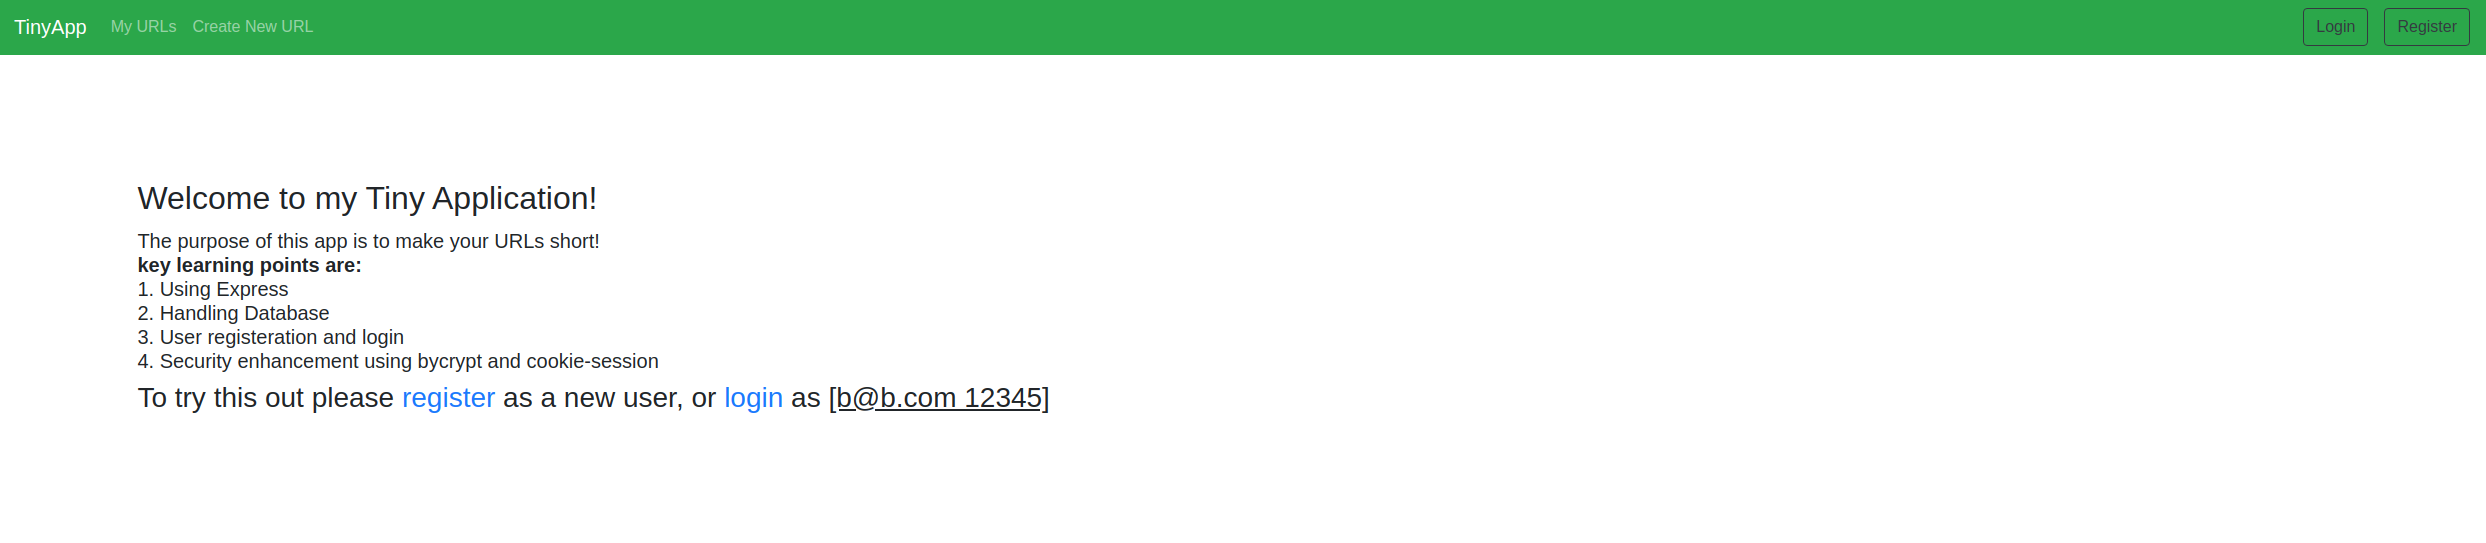 TinyApp My URLs Create New URL Login Register
Welcome to my Tiny Application!
The purpose of this app is to make your URLs short!
key learning points are:
1. Using Express
2. Handling Database
3. User registeration and login
4. Security enhancement using bycrypt and cookie-session
To try this out please register as a new user, or login as [b@b.com 12345]